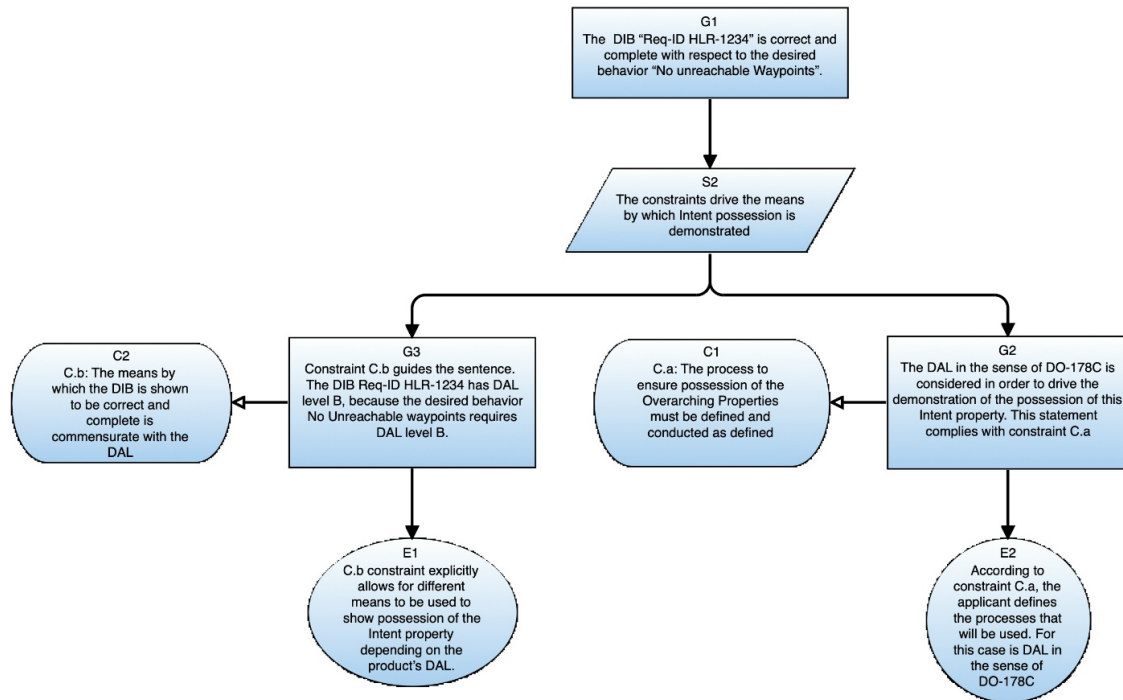 G1
The DIB “Req-ID HLR-1234” is correct and
complete with respect to the desired
behavior “No unreachable Waypoints”.
S2
The constraints drive the means
by which Intent possession is
demonstrated
C2
C.b: The means by
which the DIB is shown
to be correct and
complete is
commensurate with the
DAL
G3
Constraint C.b guides the sentence.
The DIB Req-ID HLR-1234 has DAL
level B, because the desired behavior
No Unreachable waypoints requires
DAL level B.
C1
C.a: The process to
ensure possession of the
Overarching Properties
must be defined and
conducted as defined
G2
The DAL in the sense of DO-178C is
considered in order to drive the
demonstration of the possession of this
Intent property. This statement
complies with constraint C.a
E1
C.b constraint explicitly
allows for different
means to be used to
show possession of the
Intent property
depending on the
product’s DAL.
E2
According to
constraint C.a, the
applicant defines
the processes that
will be used. For
this case is DAL in
the sense of
DO-178C